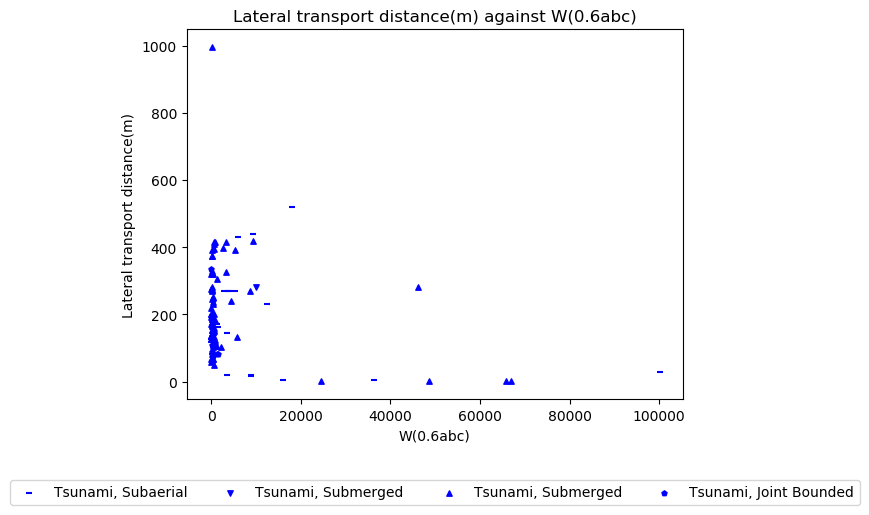 Lateral transport distance(m) against W(0.6abc)
1000
800
600
400
200
0
Lateral transport distance(m)
0 20000 40000 60000 80000 100000
W(0.6abc)
Tsunami, Subaerial Tsunami, Submerged Tsunami, Submerged Tsunami, Joint Bounded